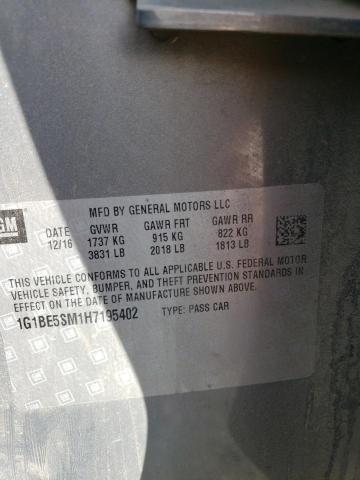 MFD BY GENERAL MOTORS LLC
GM
DATE GVWR GAWR FRT GAWR RR
12/16 1737 KG 915 KG 822 KG
3831 LB 2018 LB 1813 LB
THIS VEHICLE CONFORMS TO ALL APPLICABLE U.S. FEDERAL MOTOR
VEHICLE SAFETY, BUMPER, AND THEFT PREVENTION STANDARDS IN
EFFECT ON THE DATE OF MANUFACTURE SHOWN ABOVE.
1G1BE5SM1H7195402 TYPE: PASS CAR